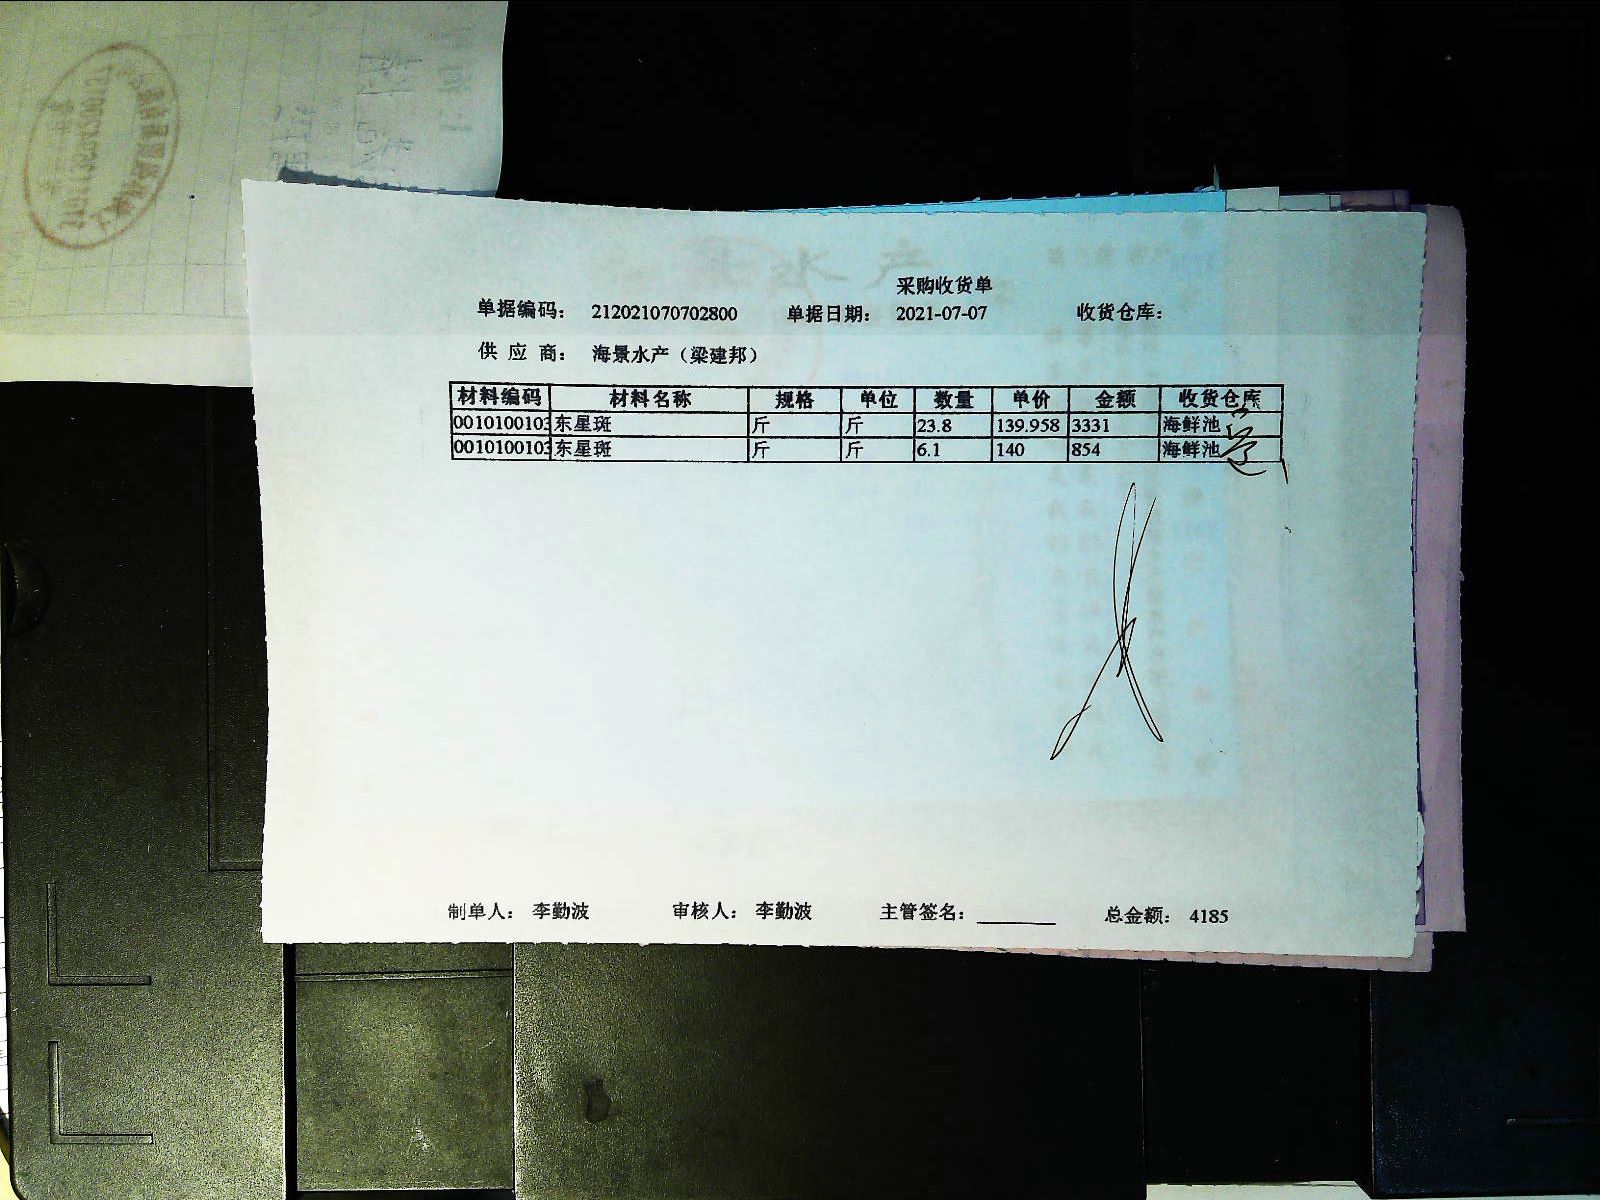 采购收货单
单据编码： 212021070702800 单据日期： 2021-07-07 收货仓库：
供 应 商： 海景水产（梁建邦）
材料编码 材料名称 规格 单位 数量 单价 金额 收货仓库
0010100103 东星斑 斤 斤 23.8 139.958 3331 海鲜池
0010100103 东星斑 斤 斤 6.1 140 854 海鲜池
制单人： 李勤波 审核人： 李勤波 主管签名： 总金额： 4185